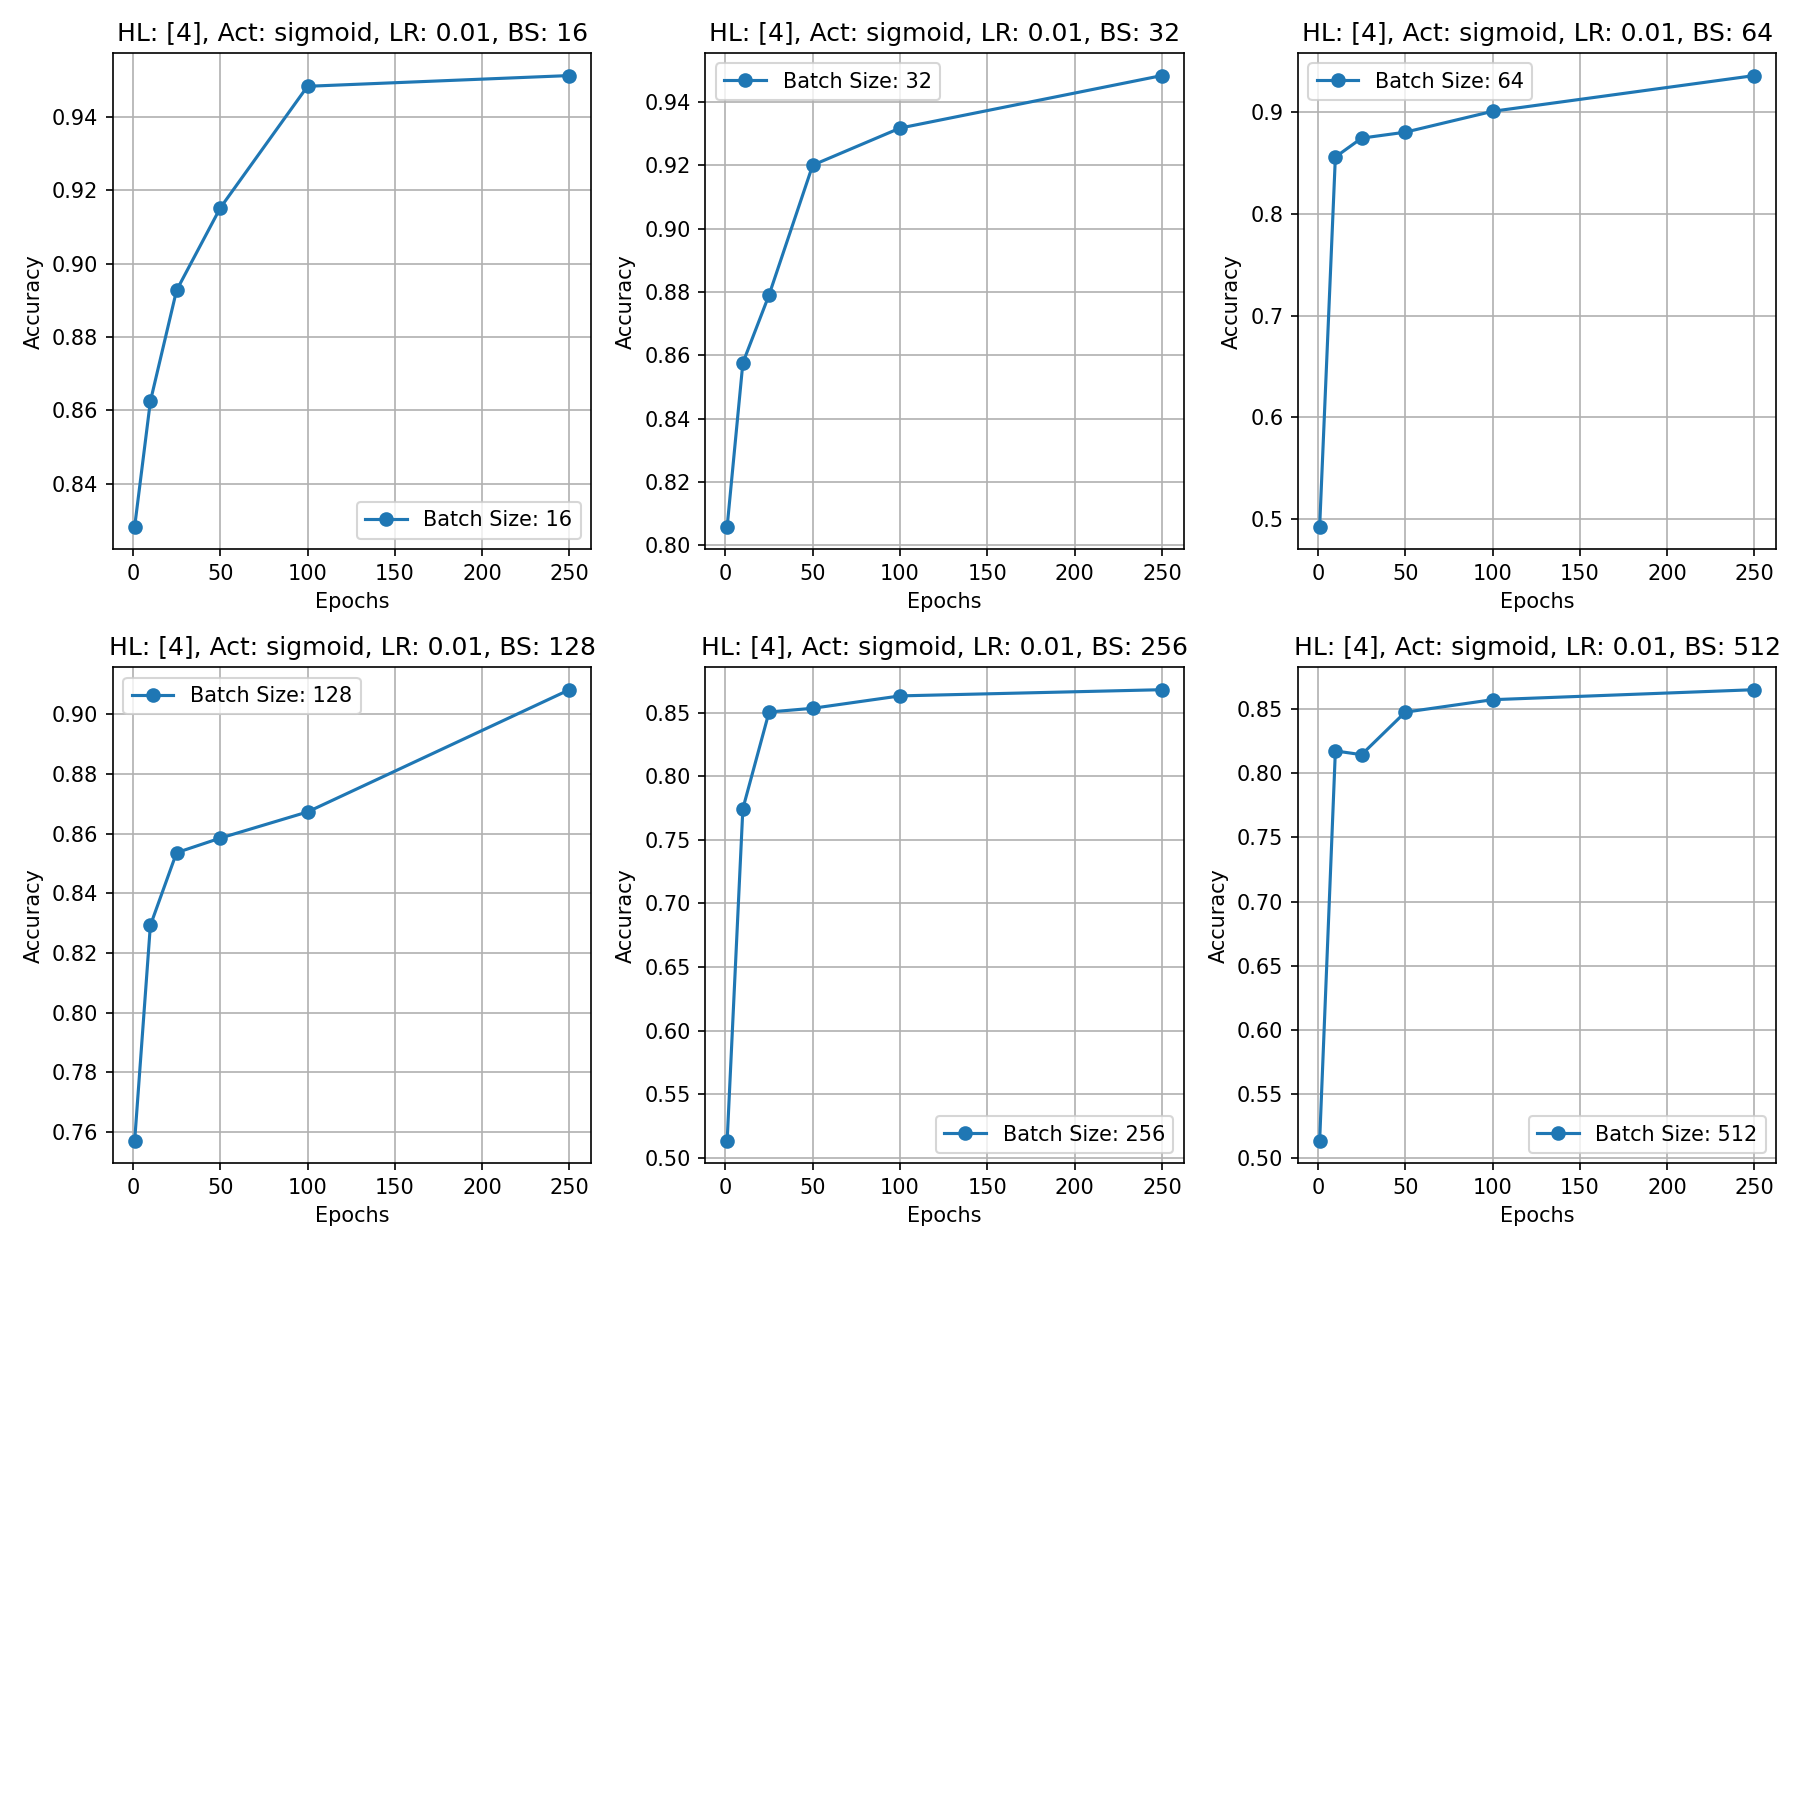 HL: [4], Act: sigmoid, LR: 0.01, BS: 16
Accuracy
0.94
0.92
0.90
0.88
0.86
0.84
Batch Size: 16
0 50 100 150 200 250
Epochs
HL: [4], Act: sigmoid, LR: 0.01, BS: 32
Accuracy
Batch Size: 32
0.94
0.92
0.90
0.88
0.86
0.84
0.82
0.80
0 50 100 150 200 250
Epochs
HL: [4], Act: sigmoid, LR: 0.01, BS: 64
Accuracy
Batch Size: 64
0.9
0.8
0.7
0.6
0.5
0 50 100 150 200 250
Epochs
HL: [4], Act: sigmoid, LR: 0.01, BS: 128
Accuracy
Batch Size: 128
0.90
0.88
0.86
0.84
0.82
0.80
0.78
0.76
0 50 100 150 200 250
Epochs
HL: [4], Act: sigmoid, LR: 0.01, BS: 256
Accuracy
0.85
0.80
0.75
0.70
0.65
0.60
0.55
0.50
Batch Size: 256
0 50 100 150 200 250
Epochs
HL: [4], Act: sigmoid, LR: 0.01, BS: 512
Accuracy
0.85
0.80
0.75
0.70
0.65
0.60
0.55
0.50
Batch Size: 512
0 50 100 150 200 250
Epochs